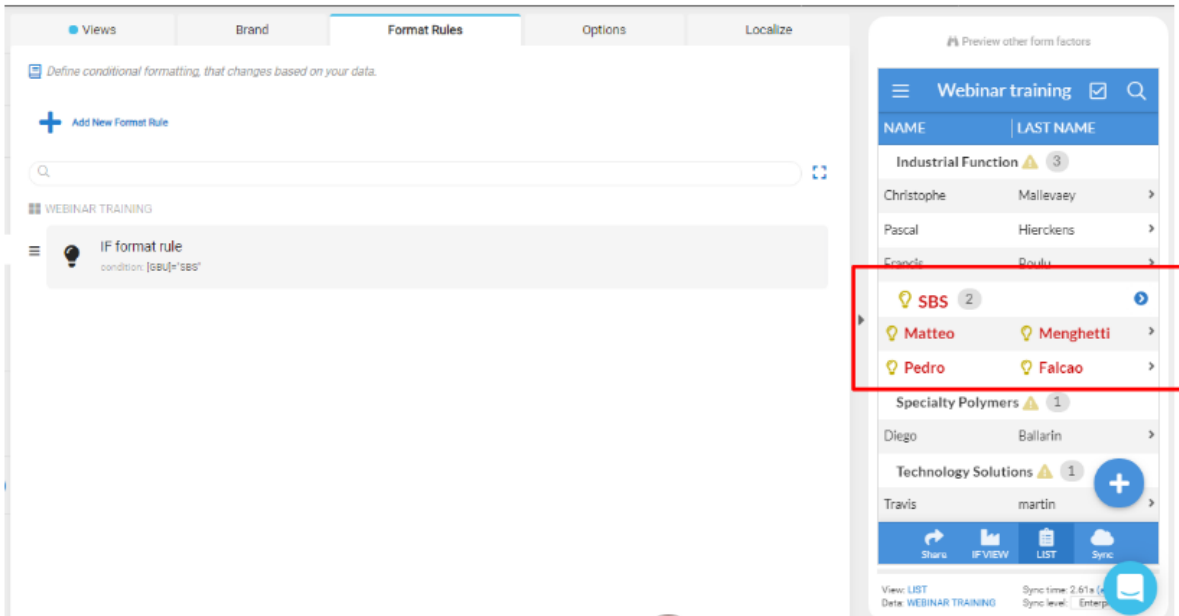 Views Brand Format Rules Options Localize
Define conditional formatting, that changes based on your data.
Add New Format Rule
WEBINAR TRAINING
IF format rule
condition: [GBU]="SBS"
Preview other form factors
Webinar training
NAME LAST NAME
Industrial Function 3
Christophe Mallevaey
Pascal Hierckens
Francis Boulu
SBS 2
Matteo Menghetti
Pedro Falcao
Specialty Polymers 1
Diego Ballarin
Technology Solutions 1
Travis martin
Share IF VIEW LIST Sync
View: LIST Sync time: 2.61s
Data: WEBINAR TRAINING Sync level: Enterp